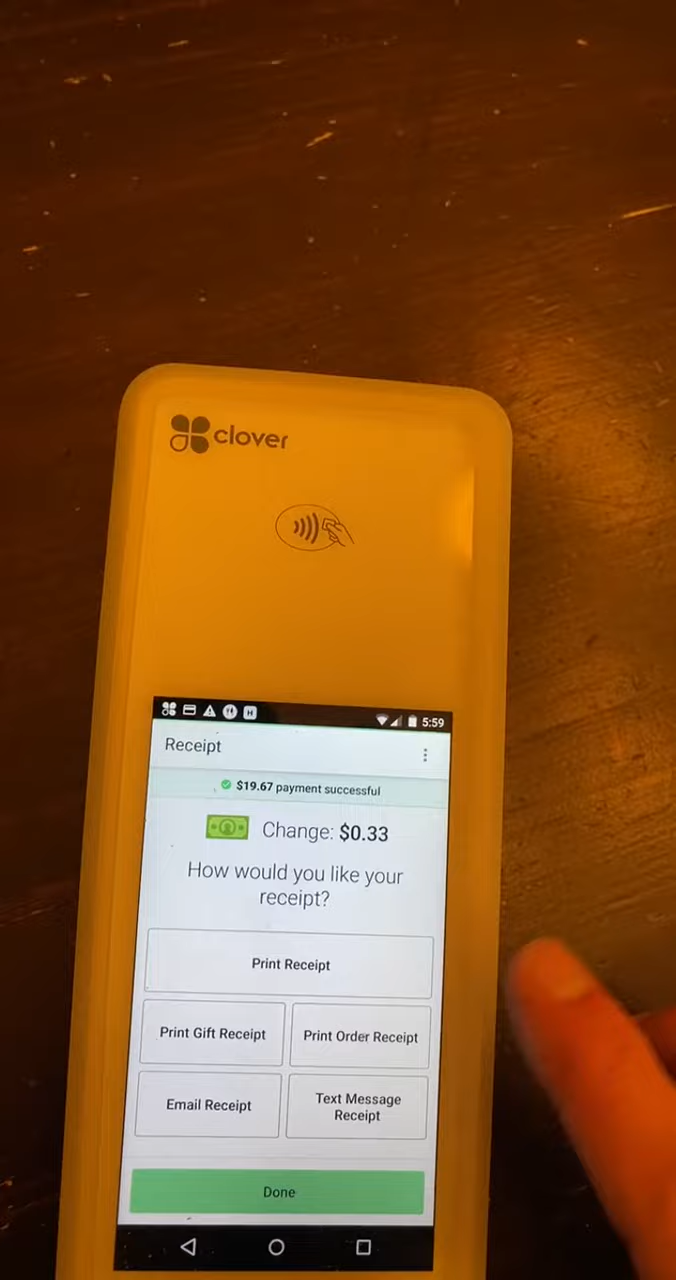 clover
5:59
Receipt
$19.67 payment successful
Change: $0.33
How would you like your
receipt?
Print Receipt
Print Gift Receipt
Print Order Receipt
Email Receipt
Text Message
Receipt
Done